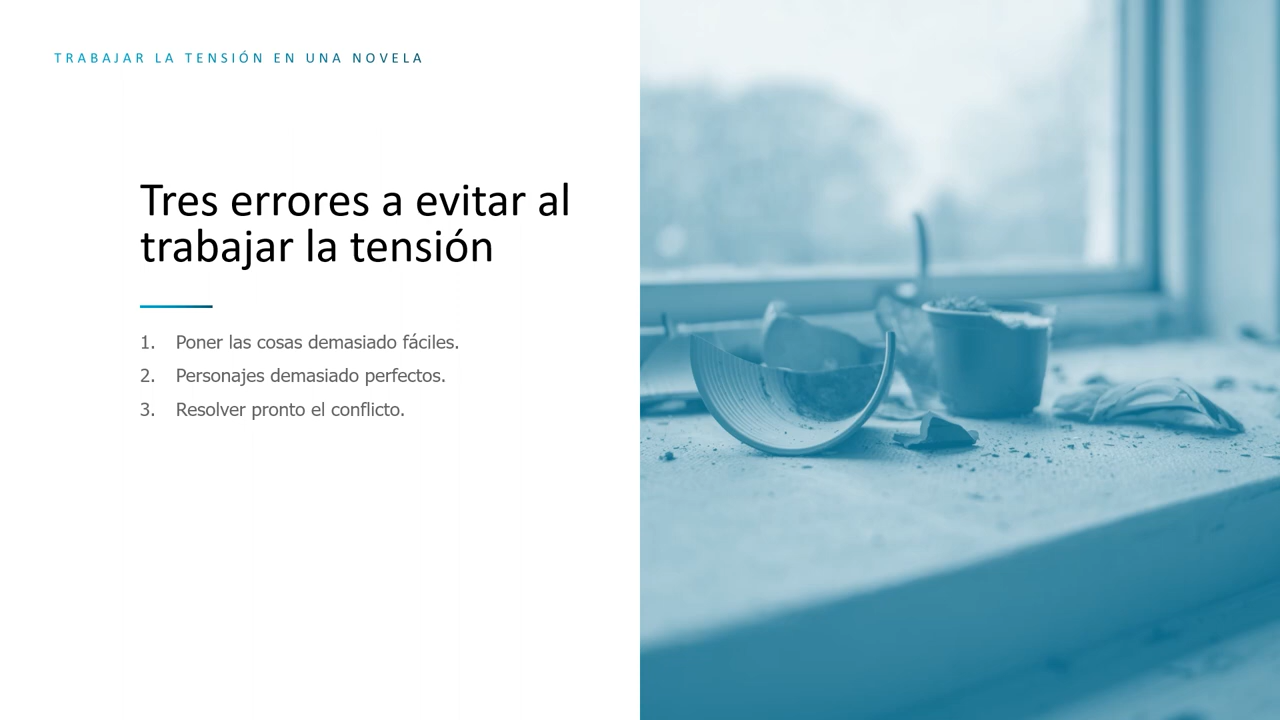 TRABAJAR LA TENSIÓN EN UNA NOVELA
Tres errores a evitar al
trabajar la tensión
1. Poner las cosas demasiado fáciles.
2. Personajes demasiado perfectos.
3. Resolver pronto el conflicto.